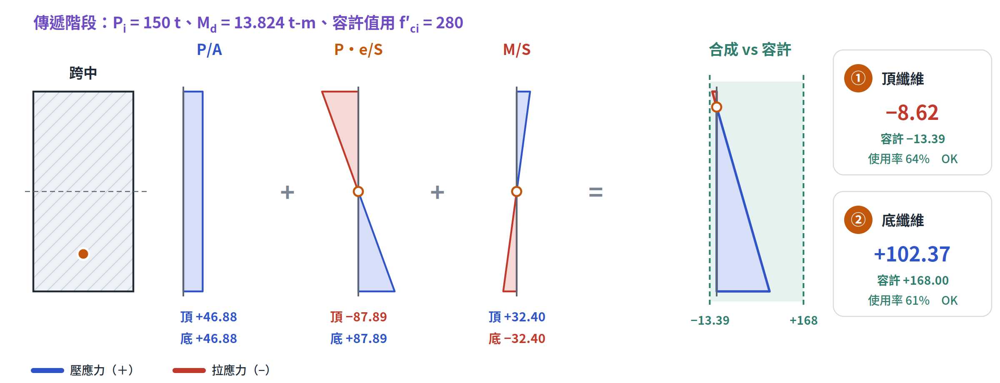 傳遞階段：Pi = 150 t、Md = 13.824 t-m、容許值用 f′ci = 280
P/A
P・e/S
M/S
合成 vs 容許
跨中
+
+
=
頂 +46.88
底 +46.88
頂 −87.89
底 +87.89
頂 +32.40
底 −32.40
−13.39
+168
① 頂纖維
−8.62
容許 −13.39
使用率 64%　OK
② 底纖維
+102.37
容許 +168.00
使用率 61%　OK
壓應力（＋）
拉應力（−）